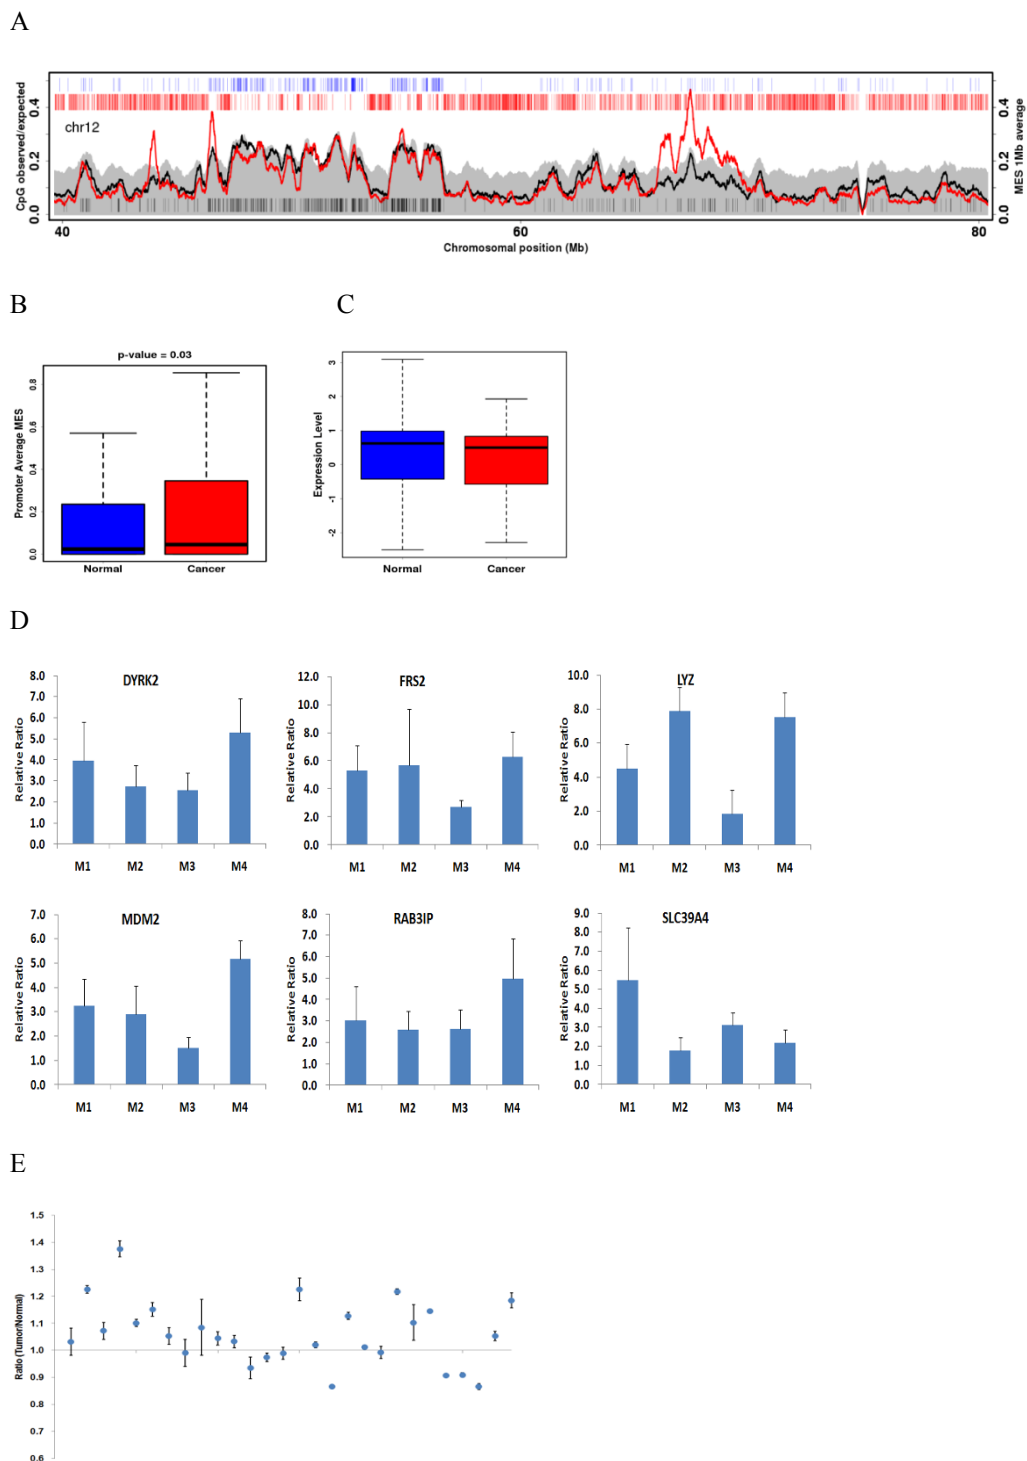 A
chr12
CpG observed/expected
0.0 0.2 0.4
0.0 0.2 0.4
MES 1Mb average
40 60 80
Chromosomal position (Mb)
B C
p-value = 0.03
Promoter Average MES
0.0 0.2 0.4 0.6 0.8
Normal Cancer
Expression Level
-2 -1 0 1 2 3
Normal Cancer
D
DYRK2
Relative Ratio
8.0
7.0
6.0
5.0
4.0
3.0
2.0
1.0
0.0
M1 M2 M3 M4
FRS2
Relative Ratio
12.0
10.0
8.0
6.0
4.0
2.0
0.0
M1 M2 M3 M4
LYZ
Relative Ratio
10.0
8.0
6.0
4.0
2.0
0.0
M1 M2 M3 M4
MDM2
Relative Ratio
7.0
6.0
5.0
4.0
3.0
2.0
1.0
0.0
M1 M2 M3 M4
RAB3IP
Relative Ratio
8.0
7.0
6.0
5.0
4.0
3.0
2.0
1.0
0.0
M1 M2 M3 M4
SLC39A4
Relative Ratio
9.0
8.0
7.0
6.0
5.0
4.0
3.0
2.0
1.0
0.0
M1 M2 M3 M4
E
Ratio (Tumor/Normal)
1.5
1.4
1.3
1.2
1.1
1.0
0.9
0.8
0.7
0.6